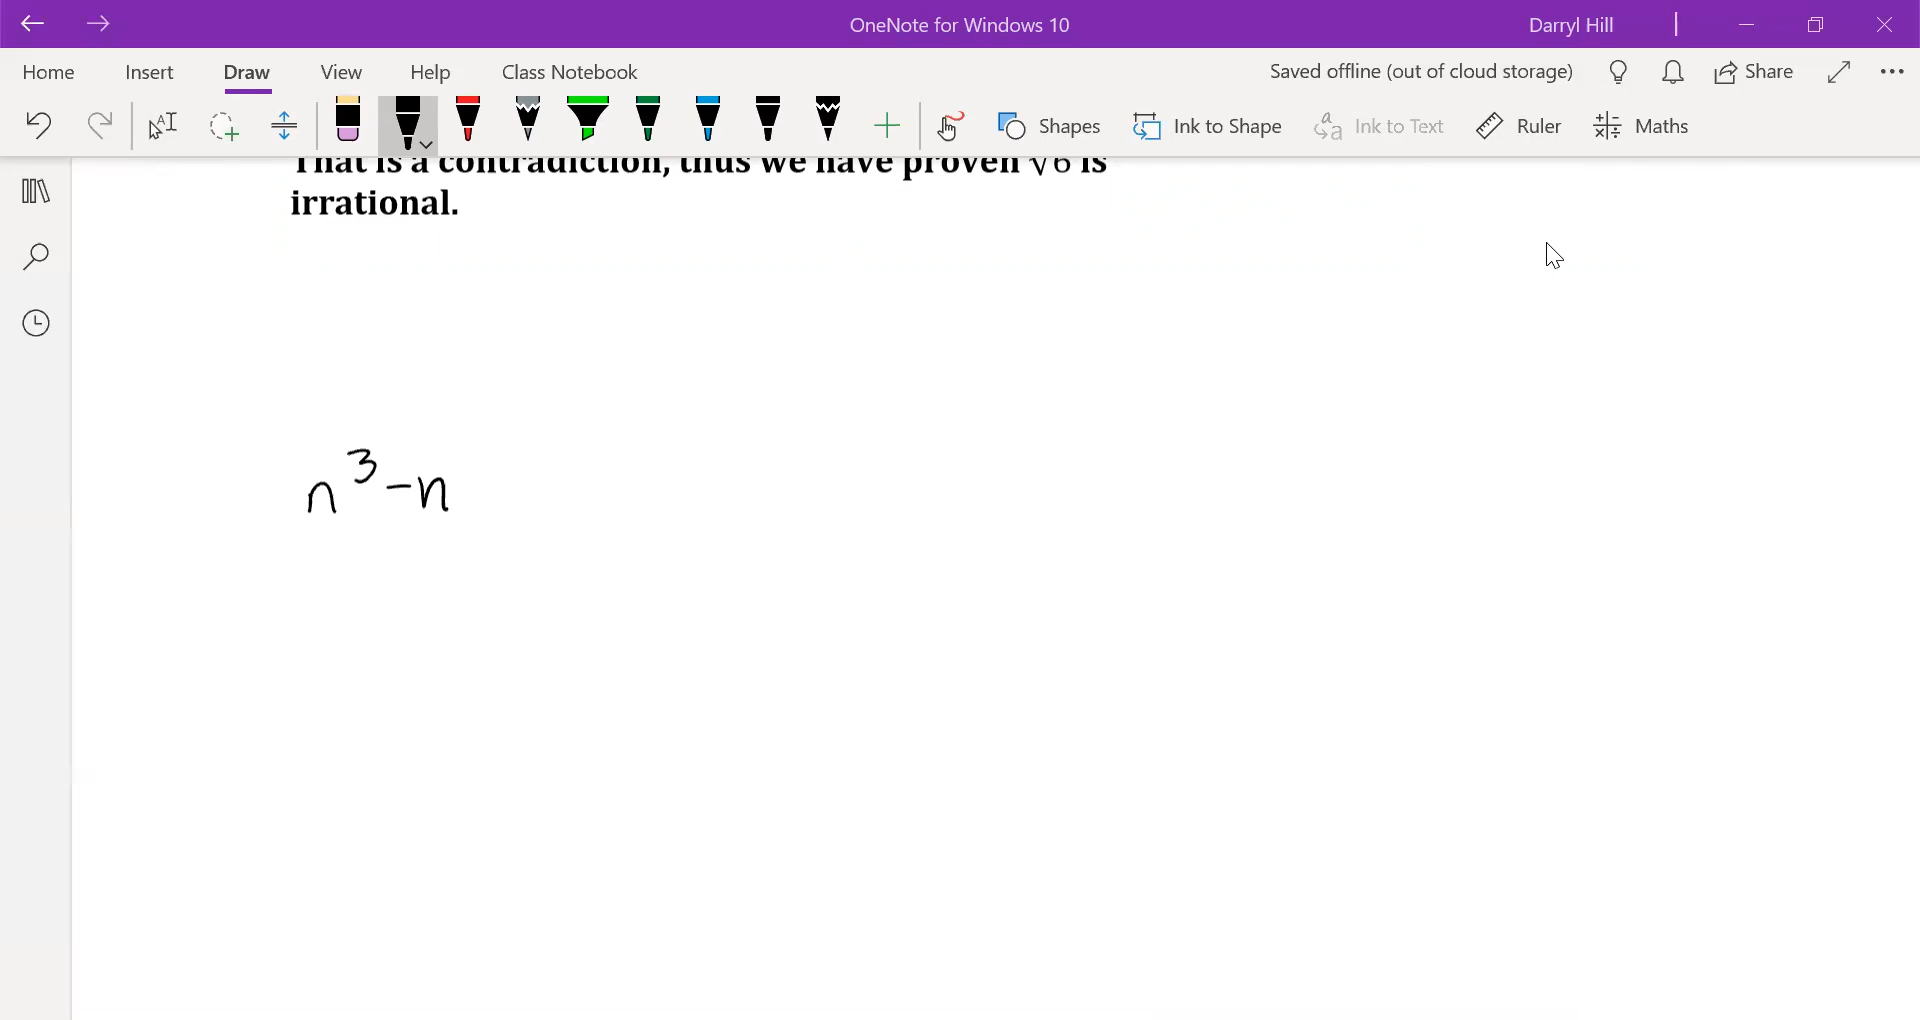 OneNote for Windows 10
Darryl Hill
Home Insert Draw View Help Class Notebook
Saved offline (out of cloud storage) Share
Shapes Ink to Shape Ink to Text Ruler Maths
That is a contradiction, thus we have proven √6 is
irrational.
n³-n